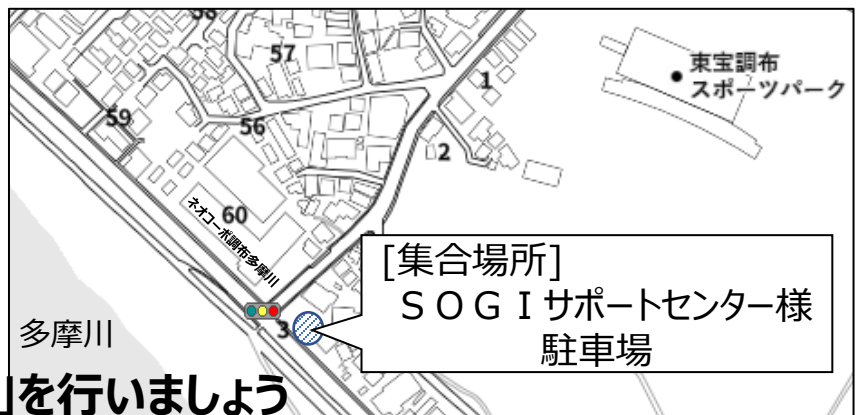 58
57
1
東宝調布
スポーツパーク
59
56
2
60
ネオコーポ調布多摩川
[集合場所]
ＳＯＧＩサポートセンター様
駐車場
3
多摩川
」を行いましょう